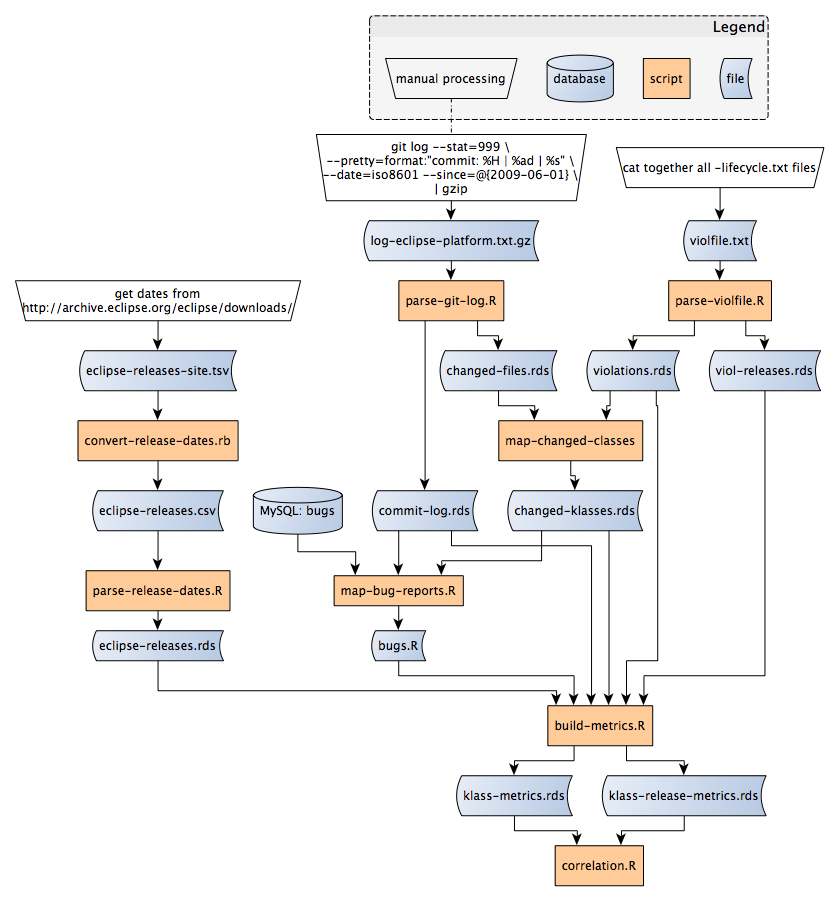 Legend
manual processing
database
script
file
git log --stat=999 \
--pretty=format:"commit: %H | %ad | %s" \
--date=iso8601 --since=@{2009-06-01} \
| gzip
cat together all -lifecycle.txt files
log-eclipse-platform.txt.gz
violfile.txt
get dates from
http://archive.eclipse.org/eclipse/downloads/
parse-git-log.R
parse-violfile.R
eclipse-releases-site.tsv
changed-files.rds
violations.rds
viol-releases.rds
convert-release-dates.rb
map-changed-classes
eclipse-releases.csv
MySQL: bugs
commit-log.rds
changed-klasses.rds
parse-release-dates.R
map-bug-reports.R
eclipse-releases.rds
bugs.R
build-metrics.R
klass-metrics.rds
klass-release-metrics.rds
correlation.R